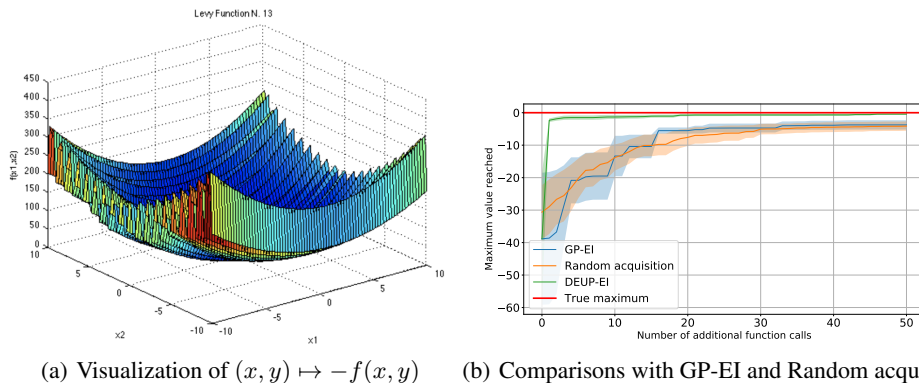 Levy Function N. 13
450
400
350
300
250
200
150
100
50
0
f(x1,x2)
10
5
0
-5
-10
x2
-10
-5
0
5
10
x1
0
−10
−20
−30
−40
−50
−60
Maximum value reached
GP-EI
Random acquisition
DEUP-EI
True maximum
0
10
20
30
40
50
Number of additional function calls
(a) Visualization of (x, y) ↦ −f(x, y)
(b) Comparisons with GP-EI and Random acqu